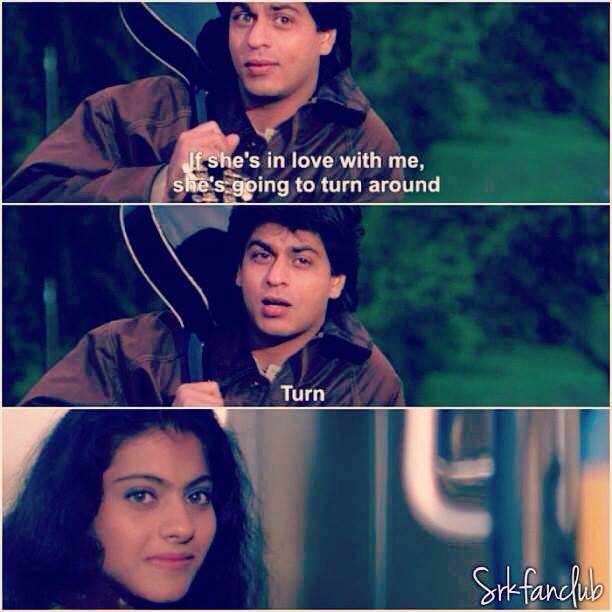 If she's in love with me,
she's going to turn around
Turn
Srkfanclub